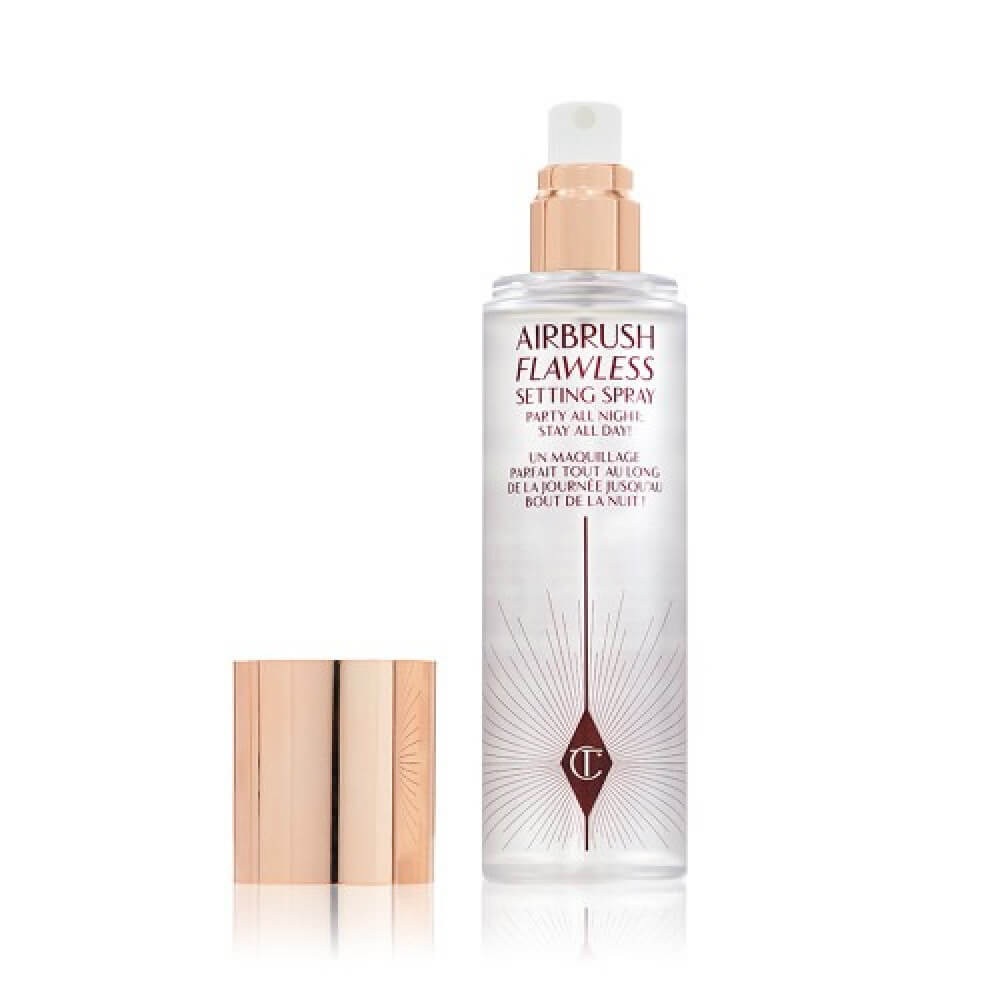 AIRBRUSH
FLAWLESS
SETTING SPRAY
PARTY ALL NIGHT;
STAY ALL DAY!
UN MAQUILLAGE
PARFAIT TOUT AU LONG
DE LA JOURNÉE JUSQU'AU
BOUT DE LA NUIT!
CT